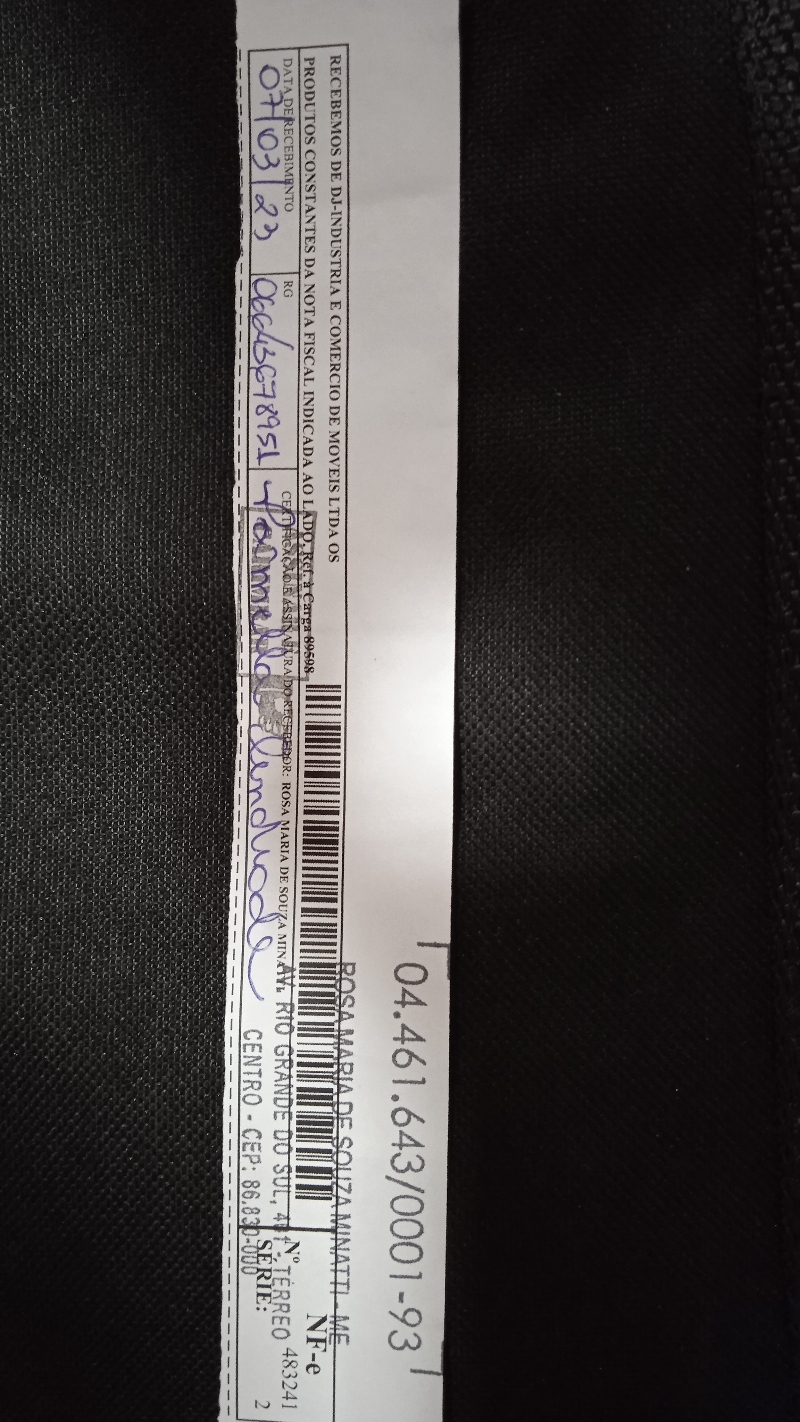 04.461.643/0001-93
RECEBEMOS DE DJ-INDUSTRIA E COMERCIO DE MOVEIS LTDA OS
PRODUTOS CONSTANTES DA NOTA FISCAL INDICADA AO LADO. Ref. à Carga 89598
ROSA MARIA DE SOUZA MINATTI - ME
NF-e
DATA DE RECEBIMENTO
07/03/23
RG
CERTIFICAÇÃO E ASSINATURA DO RECEBEDOR: ROSA MARIA DE SOUZA MINATTI
AV. RIO GRANDE DO SUL, 401 - TÉRREO
Nº 483241
CENTRO - CEP: 86.830-000
SÉRIE: 2